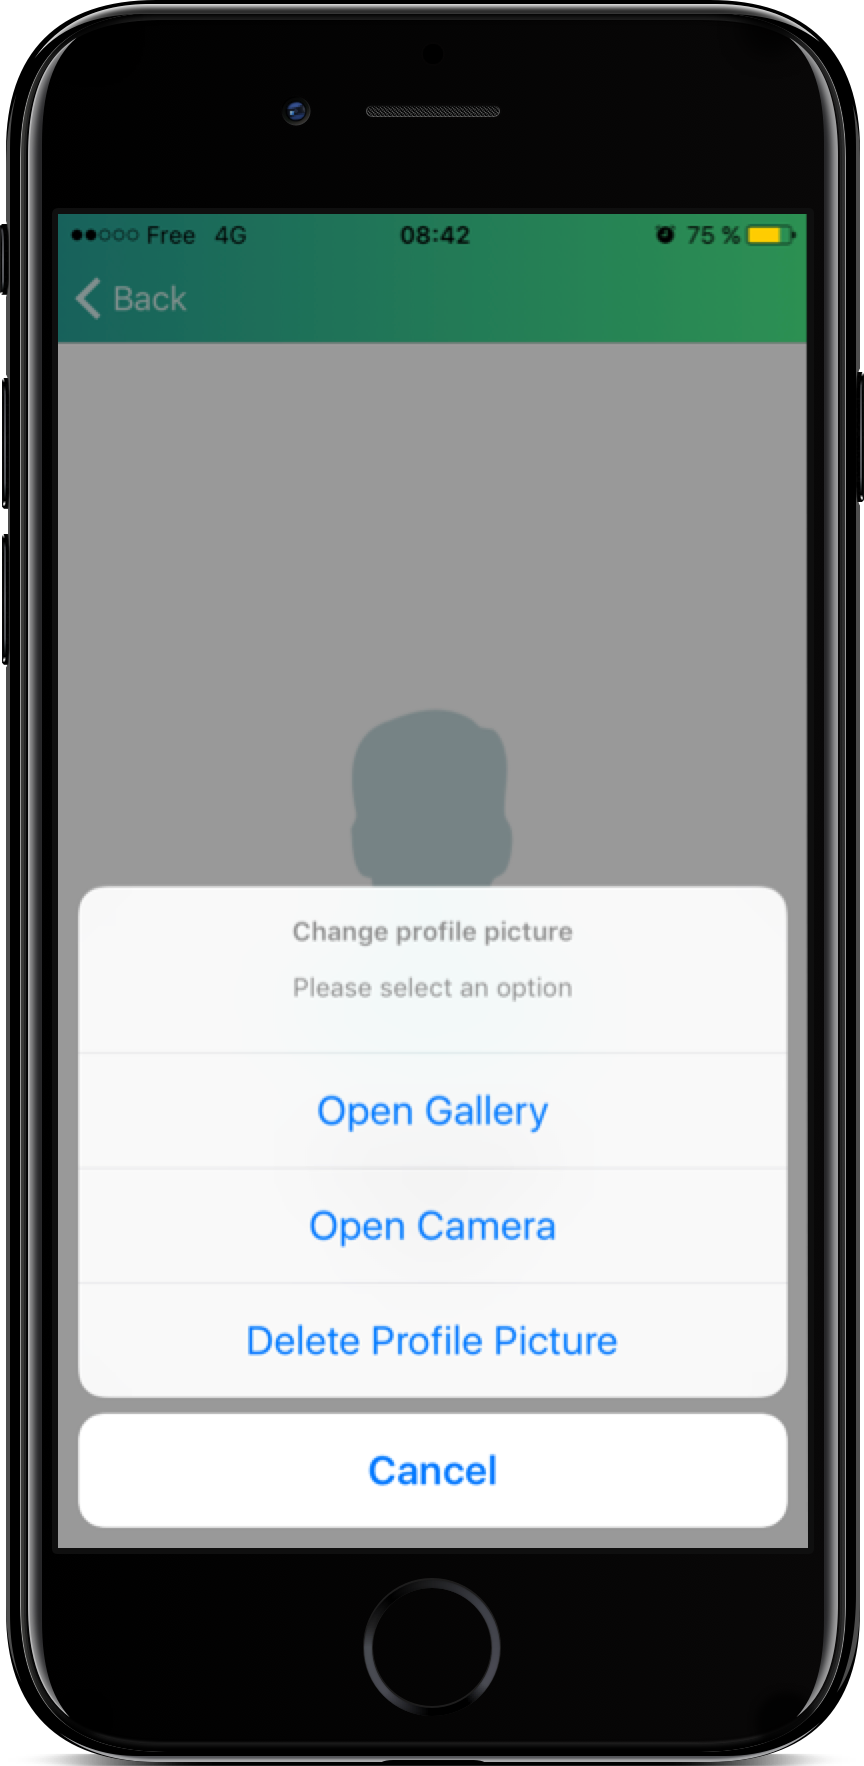 Free 4G 08:42 75 %
Back
Change profile picture
Please select an option
Open Gallery
Open Camera
Delete Profile Picture
Cancel